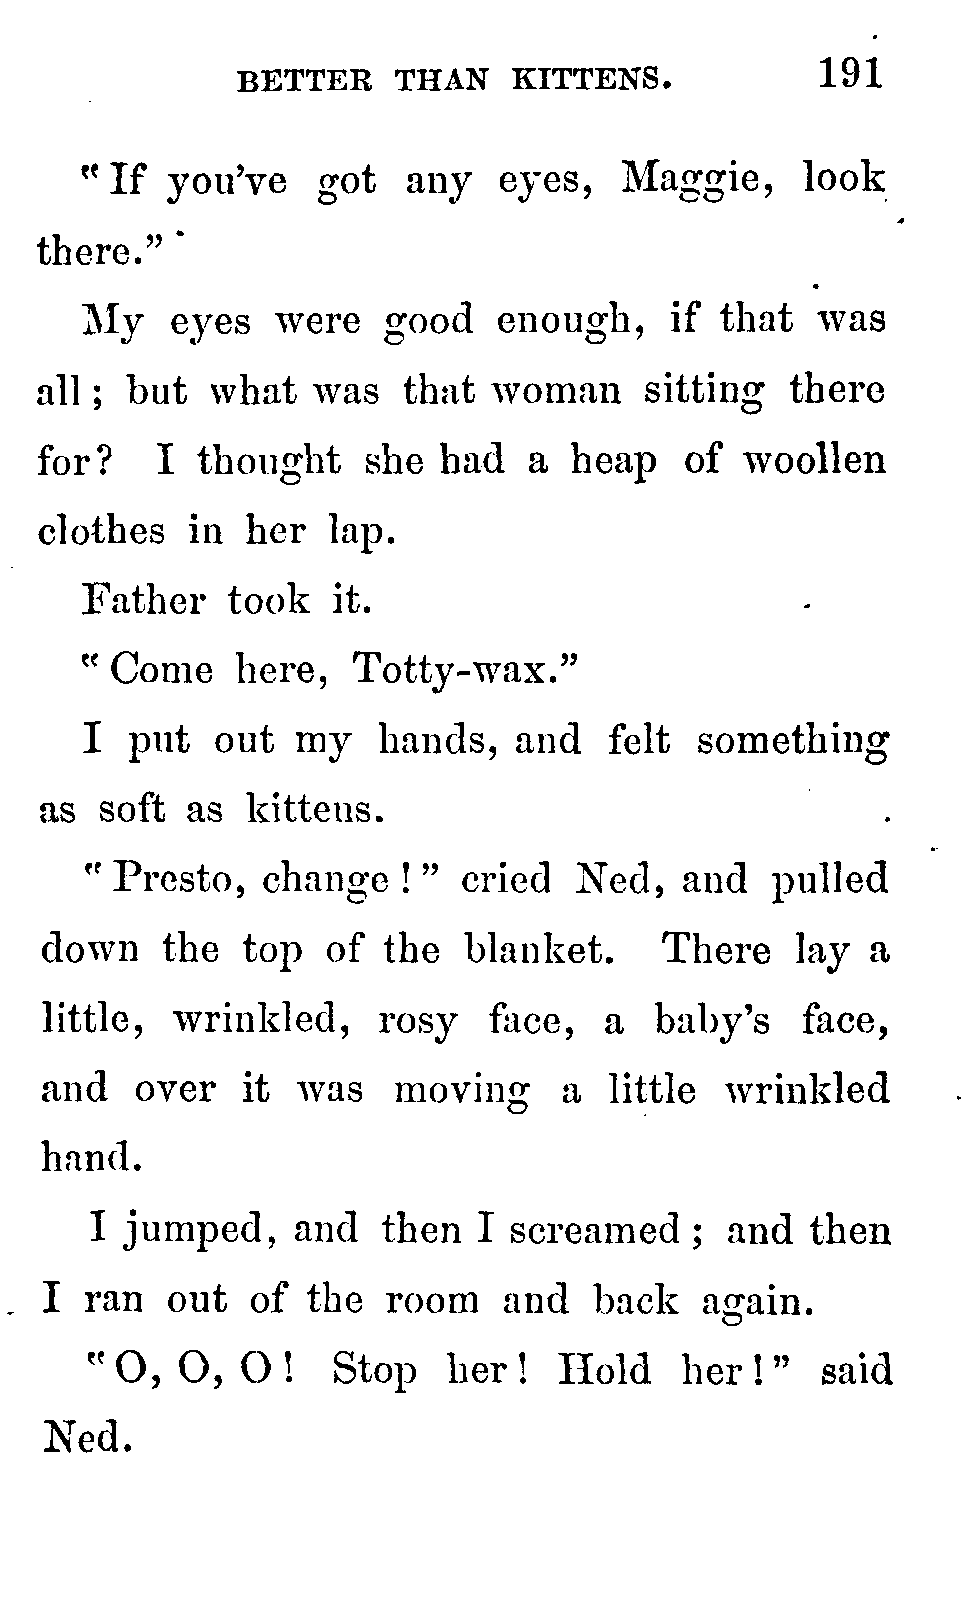 BETTER THAN KITTENS. 191
"If you've got any eyes, Maggie, look
there."
My eyes were good enough, if that was
all; but what was that woman sitting there
for? I thought she had a heap of woollen
clothes in her lap.
Father took it.
"Come here, Totty-wax."
I put out my hands, and felt something
as soft as kittens.
"Presto, change!" cried Ned, and pulled
down the top of the blanket. There lay a
little, wrinkled, rosy face, a baby's face,
and over it was moving a little wrinkled
hand.
I jumped, and then I screamed; and then
I ran out of the room and back again.
"O, O, O! Stop her! Hold her!" said
Ned.